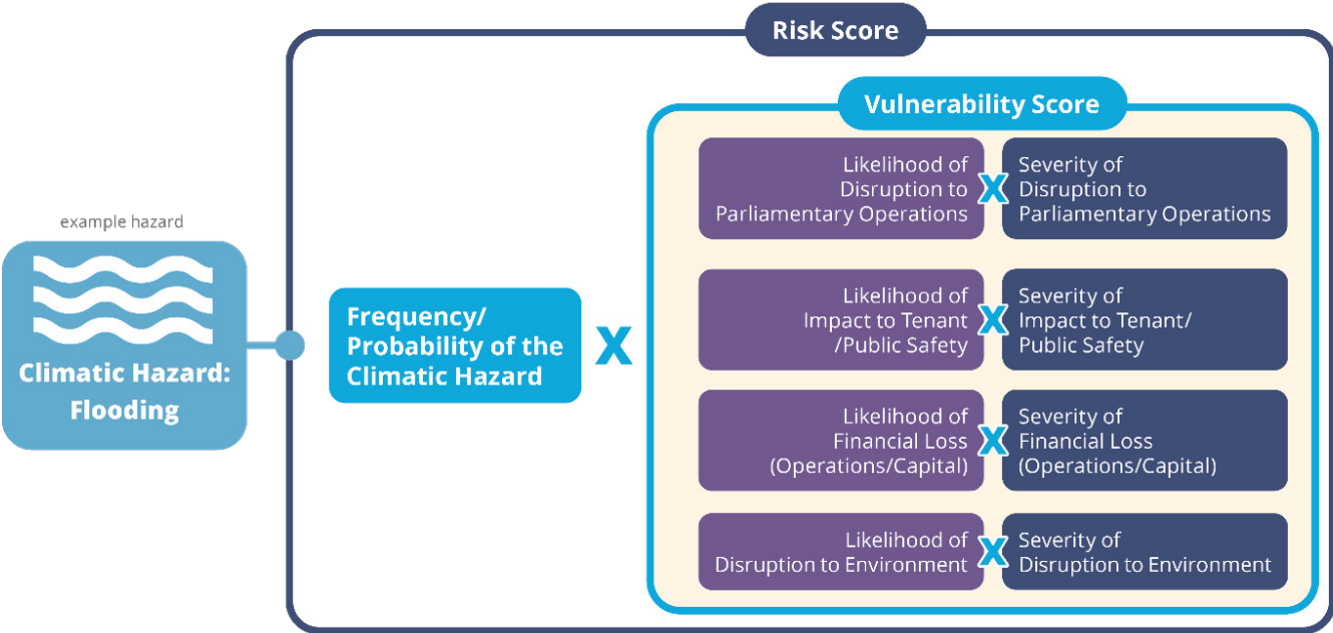 Risk Score
Vulnerability Score
Likelihood of
Disruption to
Parliamentary Operations
X
Severity of
Disruption to
Parliamentary Operations
example hazard
Climatic Hazard:
Flooding
Frequency/
Probability of the
Climatic Hazard
X
Likelihood of
Impact to Tenant
/Public Safety
X
Severity of
Impact to Tenant/
Public Safety
Likelihood of
Financial Loss
(Operations/Capital)
X
Severity of
Financial Loss
(Operations/Capital)
Likelihood of
Disruption to Environment
X
Severity of
Disruption to Environment